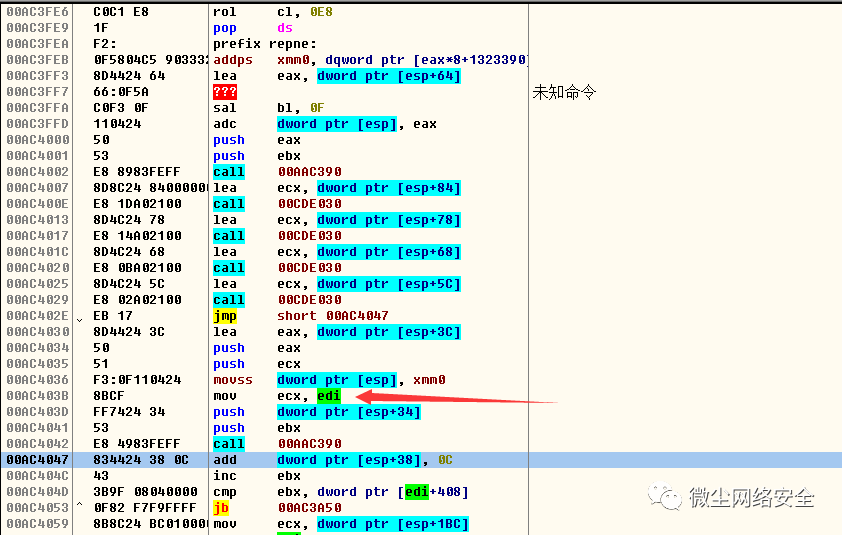 00AC3FE6 C0C1 E8 rol cl, 0E8
00AC3FE9 1F pop ds
00AC3FEA F2: prefix repne:
00AC3FEB 0F5804C5 903332 addps xmm0, dqword ptr [eax*8+1323390]
00AC3FF3 8D4424 64 lea eax, dword ptr [esp+64]
00AC3FF7 66:0F5A ??? 未知命令
00AC3FFA C0F3 0F sal bl, 0F
00AC3FFD 110424 adc dword ptr [esp], eax
00AC4000 50 push eax
00AC4001 53 push ebx
00AC4002 E8 8983FEFF call 00AAC390
00AC4007 8D8C24 84000000 lea ecx, dword ptr [esp+84]
00AC400E E8 1DA02100 call 00CDE030
00AC4013 8D4C24 78 lea ecx, dword ptr [esp+78]
00AC4017 E8 14A02100 call 00CDE030
00AC401C 8D4C24 68 lea ecx, dword ptr [esp+68]
00AC4020 E8 0BA02100 call 00CDE030
00AC4025 8D4C24 5C lea ecx, dword ptr [esp+5C]
00AC4029 E8 02A02100 call 00CDE030
00AC402E EB 17 jmp short 00AC4047
00AC4030 8D4424 3C lea eax, dword ptr [esp+3C]
00AC4034 50 push eax
00AC4035 51 push ecx
00AC4036 F3:0F110424 movss dword ptr [esp], xmm0
00AC403B 8BCF mov ecx, edi
00AC403D FF7424 34 push dword ptr [esp+34]
00AC4041 53 push ebx
00AC4042 E8 4983FEFF call 00AAC390
00AC4047 834424 38 0C add dword ptr [esp+38], 0C
00AC404C 43 inc ebx
00AC404D 3B9F 08040000 cmp ebx, dword ptr [edi+408]
00AC4053 0F82 F7F9FFFF jb 00AC3A50
00AC4059 8B8C24 BC01000 mov ecx, dword ptr [esp+1BC]
微尘网络安全